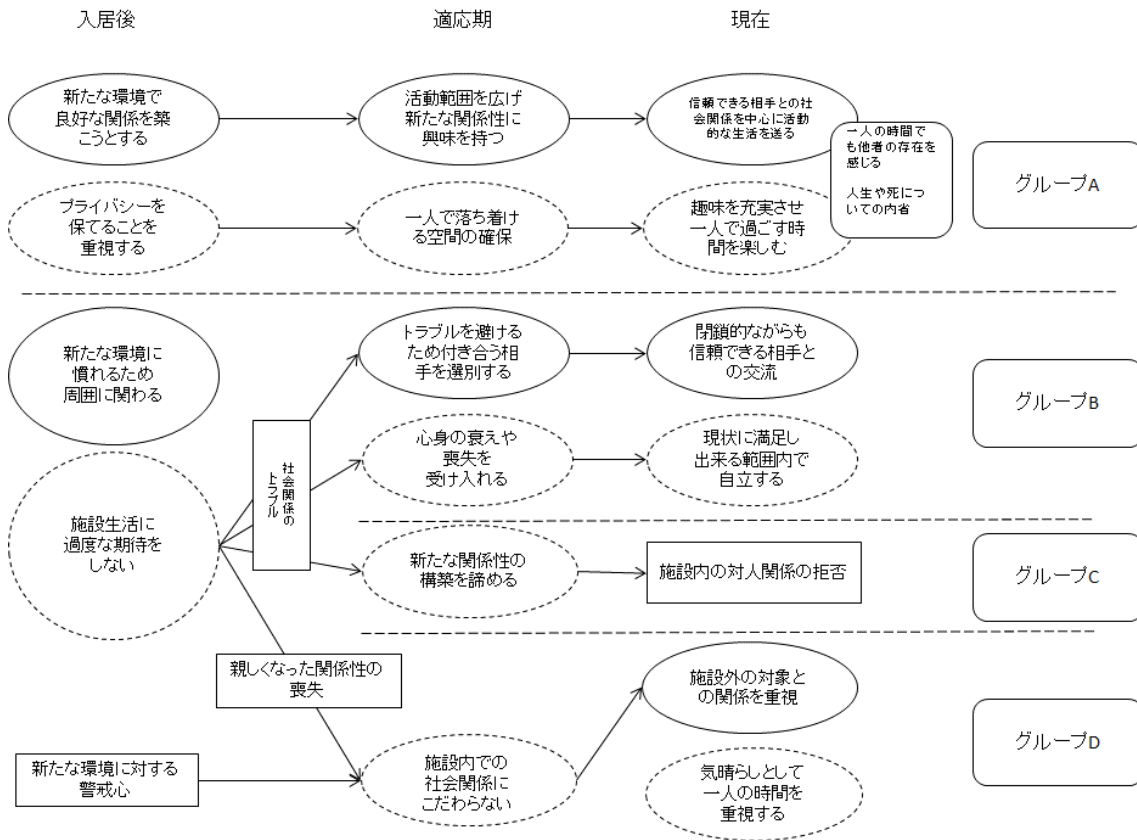 入居後
適応期
現在
新たな環境で
良好な関係を築
こうとする
活動範囲を広げ
新たな関係性に
興味を持つ
信頼できる相手との社
会関係を中心に活動
的な生活を送る
一人の時間で
も他者の存在を
感じる
人生や死につ
いての内省
グループA
プライバシーを
保てることを
重視する
一人で落ち着け
る空間の確保
趣味を充実させ
一人で過ごす時
間を楽しむ
新たな環境に
慣れるため
周囲に関わる
トラブルを避ける
ため付き合う相
手を選別する
閉鎖的ながらも
信頼できる相手と
の交流
グループB
社会関係の
トラブル
心身の衰えや
喪失を
受け入れる
現状に満足し
出来る範囲内で
自立する
施設生活に
過度な期待を
しない
新たな関係性の
構築を諦める
施設内の対人関係の拒否
グループC
親しくなった関係性の
喪失
施設外の対象と
の関係を重視
グループD
新たな環境に対する
警戒心
施設内での
社会関係に
こだわらない
気晴らしとして
一人の時間を
重視する